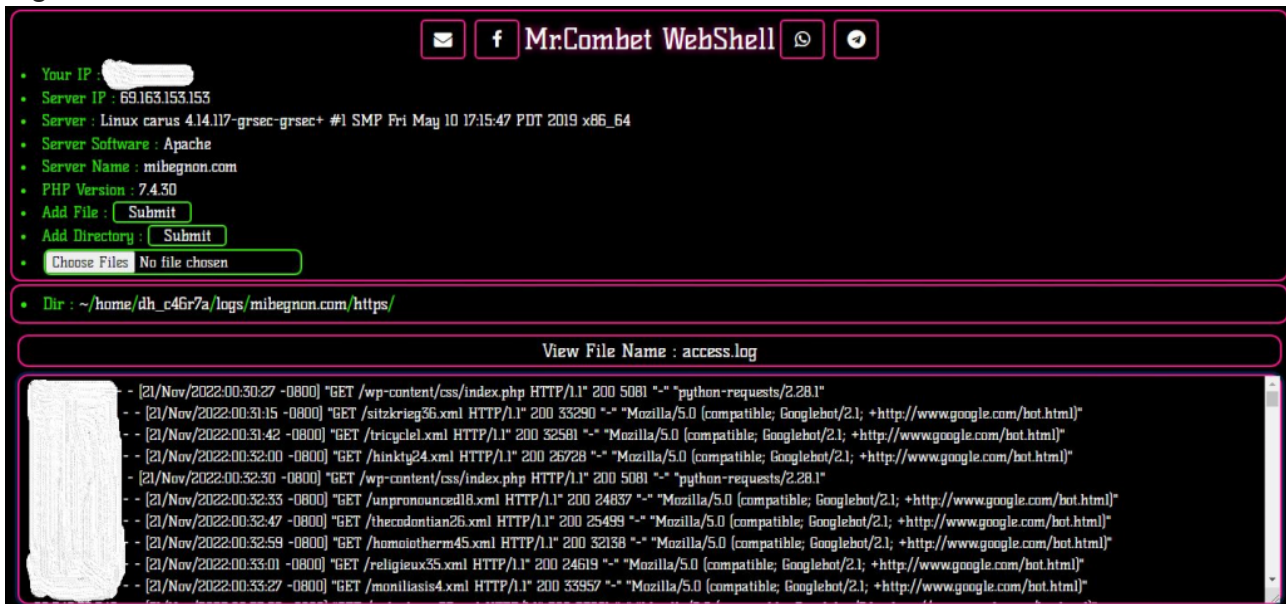 Mr.Combet WebShell
Your IP :
Server IP : 69.163.153.153
Server : Linux carus 4.14.117-grsec-grsec+ #1 SMP Fri May 10 17:15:47 PDT 2019 x86_64
Server Software : Apache
Server Name : mibegnon.com
PHP Version : 7.4.30
Add File : Submit
Add Directory : Submit
Choose Files No file chosen
Dir : ~/home/dh_c46r7a/logs/mibegnon.com/https/
View File Name : access.log
- - [21/Nov/2022:00:30:27 -0800] "GET /wp-content/css/index.php HTTP/1.1" 200 5081 "-" "python-requests/2.28.1"
- - [21/Nov/2022:00:31:15 -0800] "GET /sitzkrieg36.xml HTTP/1.1" 200 33290 "-" "Mozilla/5.0 (compatible; Googlebot/2.1; +http://www.google.com/bot.html)"
- - [21/Nov/2022:00:31:42 -0800] "GET /tricycle1.xml HTTP/1.1" 200 32581 "-" "Mozilla/5.0 (compatible; Googlebot/2.1; +http://www.google.com/bot.html)"
- - [21/Nov/2022:00:32:00 -0800] "GET /hinkty24.xml HTTP/1.1" 200 26728 "-" "Mozilla/5.0 (compatible; Googlebot/2.1; +http://www.google.com/bot.html)"
- [21/Nov/2022:00:32:30 -0800] "GET /wp-content/css/index.php HTTP/1.1" 200 5081 "-" "python-requests/2.28.1"
- - [21/Nov/2022:00:32:33 -0800] "GET /unpronounced18.xml HTTP/1.1" 200 24837 "-" "Mozilla/5.0 (compatible; Googlebot/2.1; +http://www.google.com/bot.html)"
- - [21/Nov/2022:00:32:47 -0800] "GET /thecodontian26.xml HTTP/1.1" 200 25499 "-" "Mozilla/5.0 (compatible; Googlebot/2.1; +http://www.google.com/bot.html)"
- - [21/Nov/2022:00:32:59 -0800] "GET /homoiotherm45.xml HTTP/1.1" 200 32138 "-" "Mozilla/5.0 (compatible; Googlebot/2.1; +http://www.google.com/bot.html)"
- - [21/Nov/2022:00:33:01 -0800] "GET /religieux35.xml HTTP/1.1" 200 24619 "-" "Mozilla/5.0 (compatible; Googlebot/2.1; +http://www.google.com/bot.html)"
- - [21/Nov/2022:00:33:27 -0800] "GET /moniliasis4.xml HTTP/1.1" 200 33957 "-" "Mozilla/5.0 (compatible; Googlebot/2.1; +http://www.google.com/bot.html)"